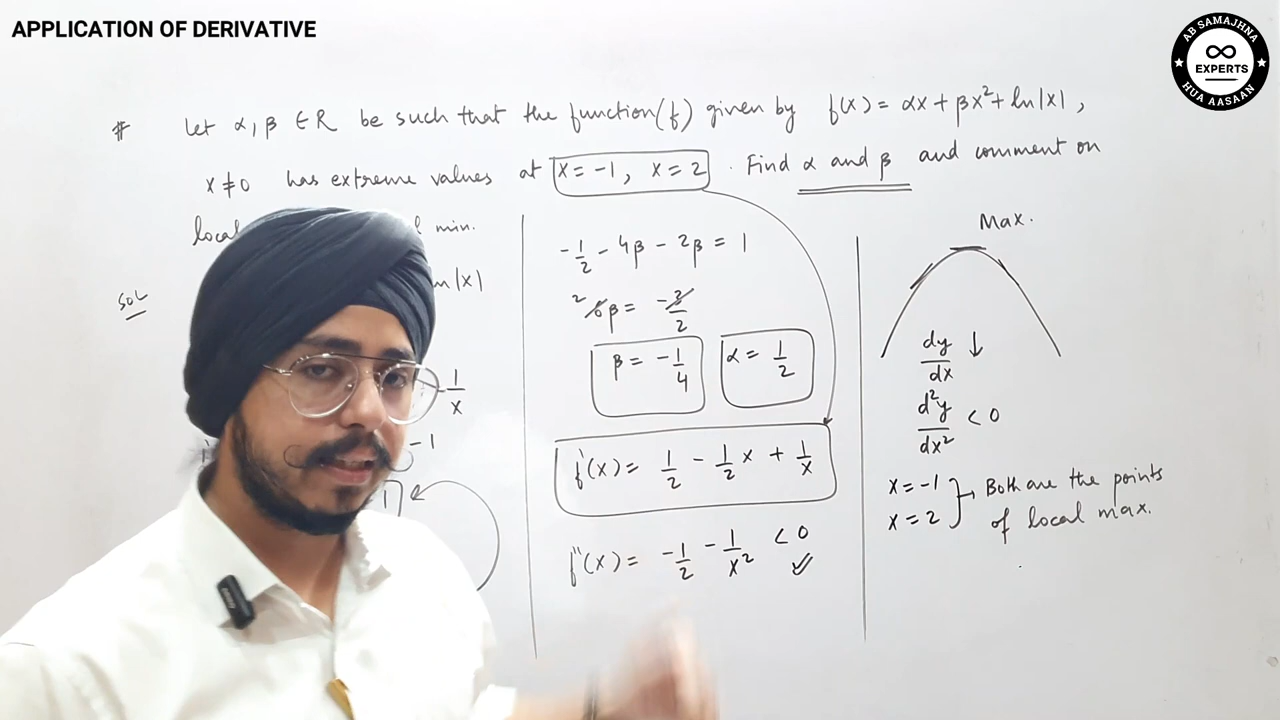 APPLICATION OF DERIVATIVE
AB SAMAJHNA
EXPERTS
HUA AASAAN
# Let α, β ∈ R be such that the function (f) given by f(x) = αx + βx² + ln|x|,
x ≠ 0 has extreme values at x = -1, x = 2 . Find α and β and comment on
local min.
Sol
ln|x|
1/x
-1
-1/2 - 4β - 2β = 1
2 6β = -3/2
β = -1/4
α = 1/2
f'(x) = 1/2 - 1/2 x + 1/x
f''(x) = -1/2 - 1/x² < 0 ✓
Max.
dy/dx ↓
d²y/dx² < 0
x = -1
x = 2
Both are the points
of local max.